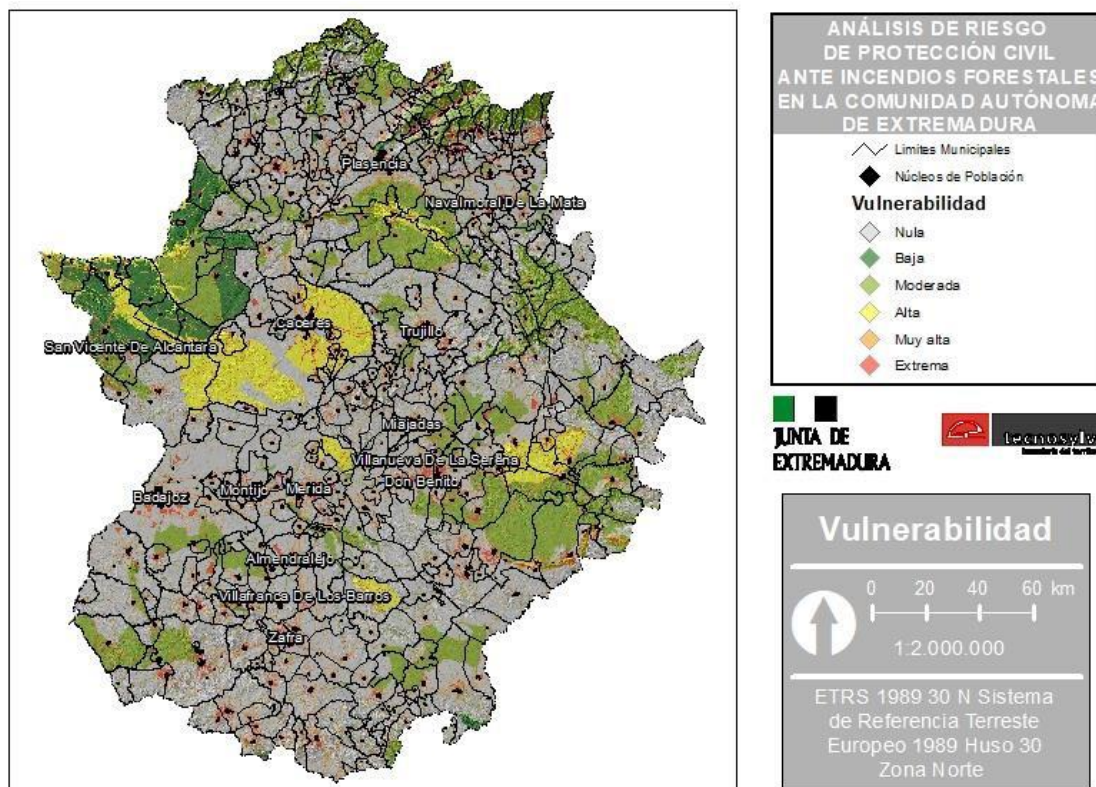 ANÁLISIS DE RIESGO
DE PROTECCIÓN CIVIL
ANTE INCENDIOS FORESTALES
EN LA COMUNIDAD AUTÓNOMA
DE EXTREMADURA
Limites Municipales
Núcleos de Población
Vulnerabilidad
Nula
Baja
Moderada
Alta
Muy alta
Extrema
Plasencia
Navalmoral De La Mata
Caceres
Trujillo
San Vicente De Alcántara
Miajadas
Villanueva De La Serena
Don Benito
Badajoz
Montijo
Merida
Almendralejo
Villafranca De Los Barros
Zafra
JUNTA DE
EXTREMADURA
tecnosylv
Vulnerabilidad
0 20 40 60 km
1:2.000.000
ETRS 1989 30 N Sistema
de Referencia Terreste
Europeo 1989 Huso 30
Zona Norte